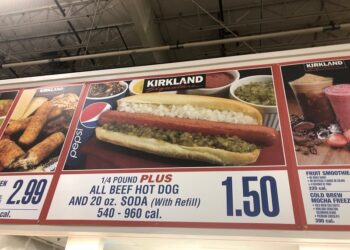 KIRKLAND
pepsi
1/4 POUND PLUS
ALL BEEF HOT DOG
AND 20 oz. SODA (With Refill)
540 - 960 cal.
1.50
2.99
cal.
KIRKLAND
FRUIT SMOOTHIE
COLD BREW
MOCHA FREEZE